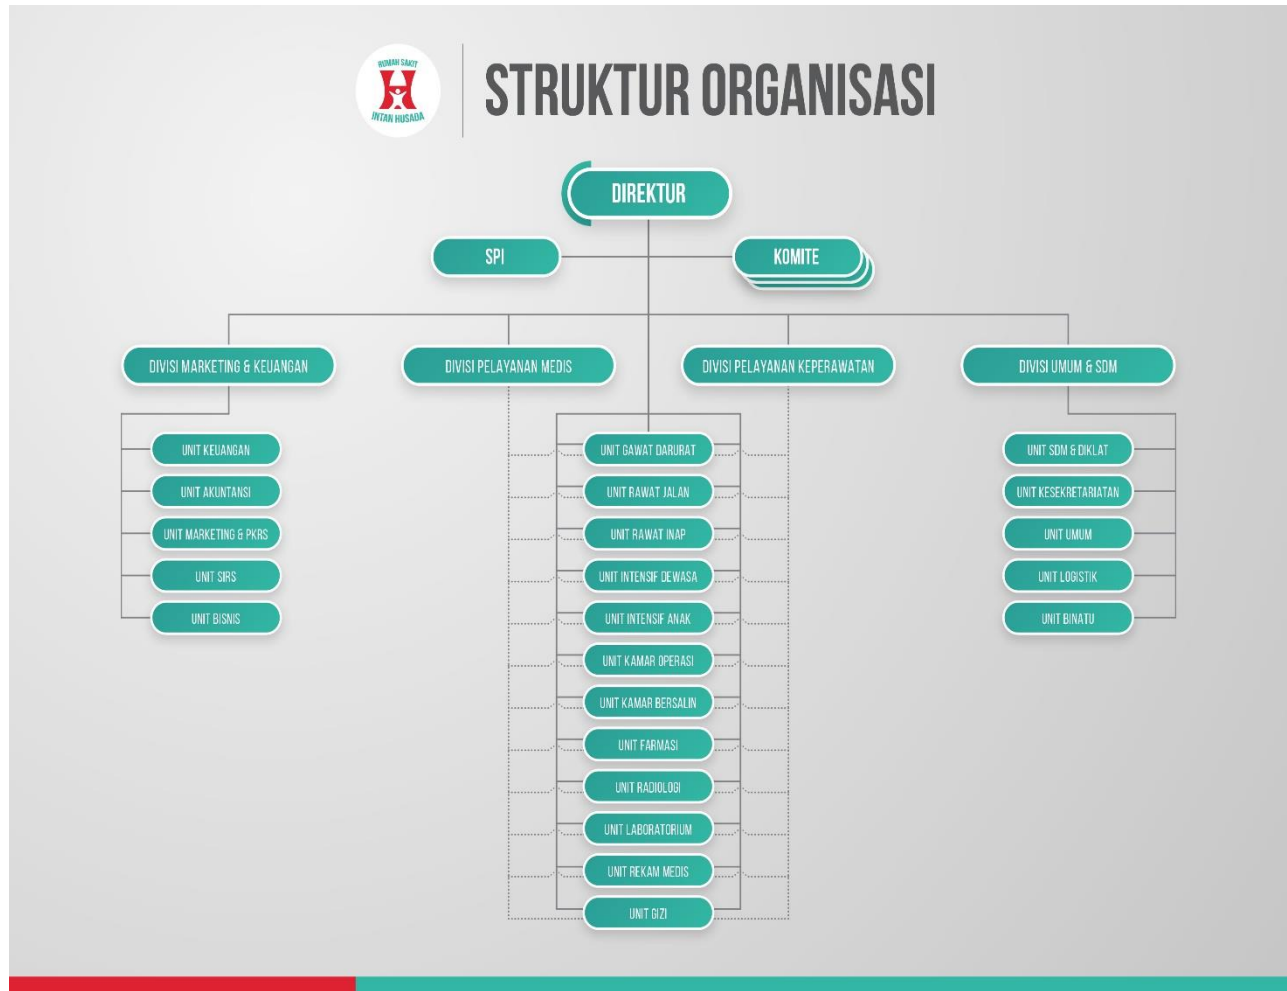 RUMAH SAKIT
INTAN HUSADA
STRUKTUR ORGANISASI
DIREKTUR
SPI
KOMITE
DIVISI MARKETING & KEUANGAN
DIVISI PELAYANAN MEDIS
DIVISI PELAYANAN KEPERAWATAN
DIVISI UMUM & SDM
UNIT KEUANGAN
UNIT AKUNTANSI
UNIT MARKETING & PKRS
UNIT SIRS
UNIT BISNIS
UNIT GAWAT DARURAT
UNIT RAWAT JALAN
UNIT RAWAT INAP
UNIT INTENSIF DEWASA
UNIT INTENSIF ANAK
UNIT KAMAR OPERASI
UNIT KAMAR BERSALIN
UNIT FARMASI
UNIT RADIOLOGI
UNIT LABORATORIUM
UNIT REKAM MEDIS
UNIT GIZI
UNIT SDM & DIKLAT
UNIT KESEKRETARIATAN
UNIT UMUM
UNIT LOGISTIK
UNIT BINATU